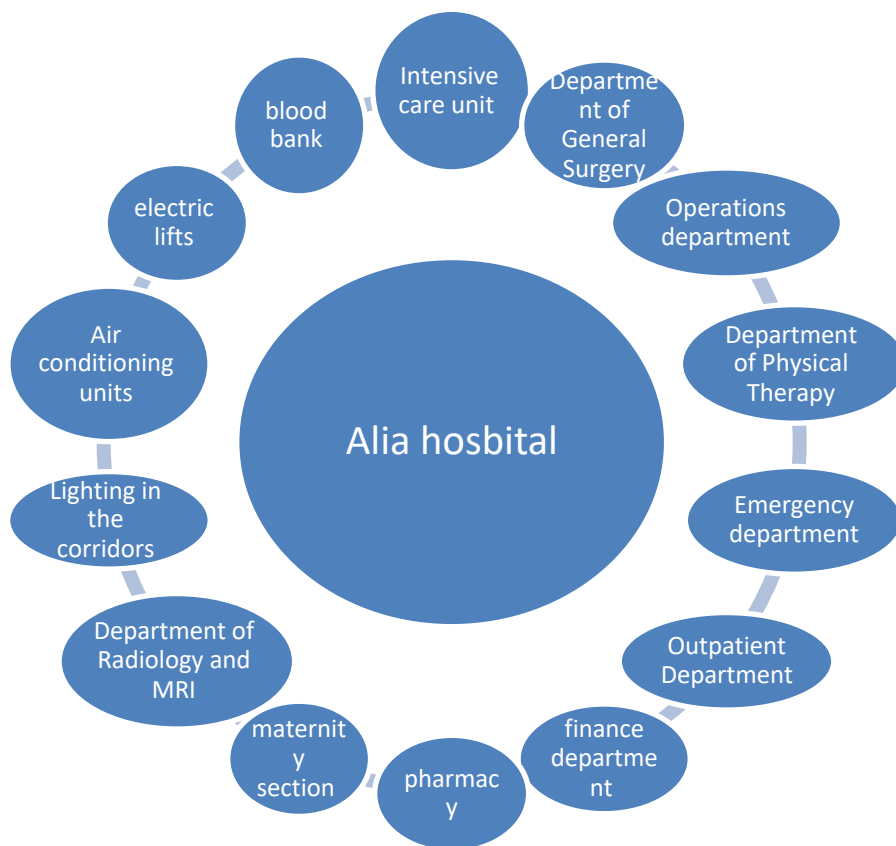 Intensive
care unit
Departme
nt of
General
Surgery
Operations
department
Department
of Physical
Therapy
Emergency
department
Outpatient
Department
finance
departme
nt
pharmac
y
maternit
y
section
Department of
Radiology and
MRI
Lighting in
the
corridors
Air
conditioning
units
electric
lifts
blood
bank
Alia hosbital